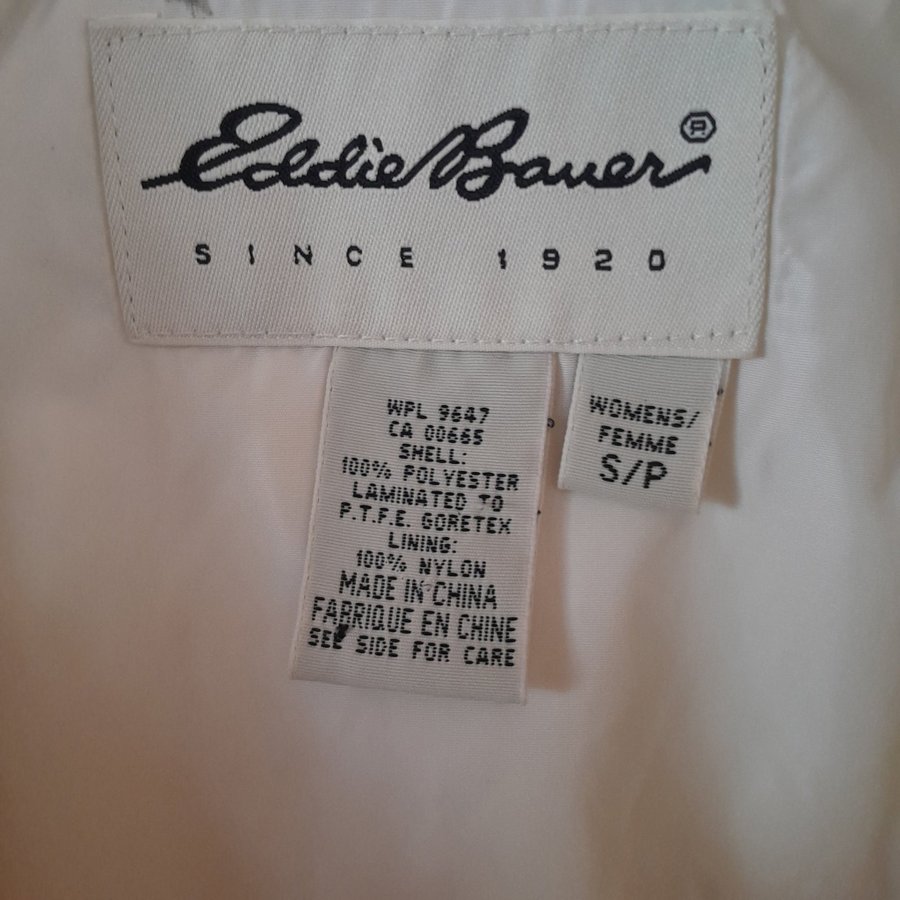 Eddie Bauer®
SINCE 1920
WPL 9647
CA 00665
SHELL:
100% POLYESTER
LAMINATED TO
P.T.F.E. GORETEX
LINING:
100% NYLON
MADE IN CHINA
FABRIQUE EN CHINE
SEE SIDE FOR CARE
WOMENS/
FEMME
S/P